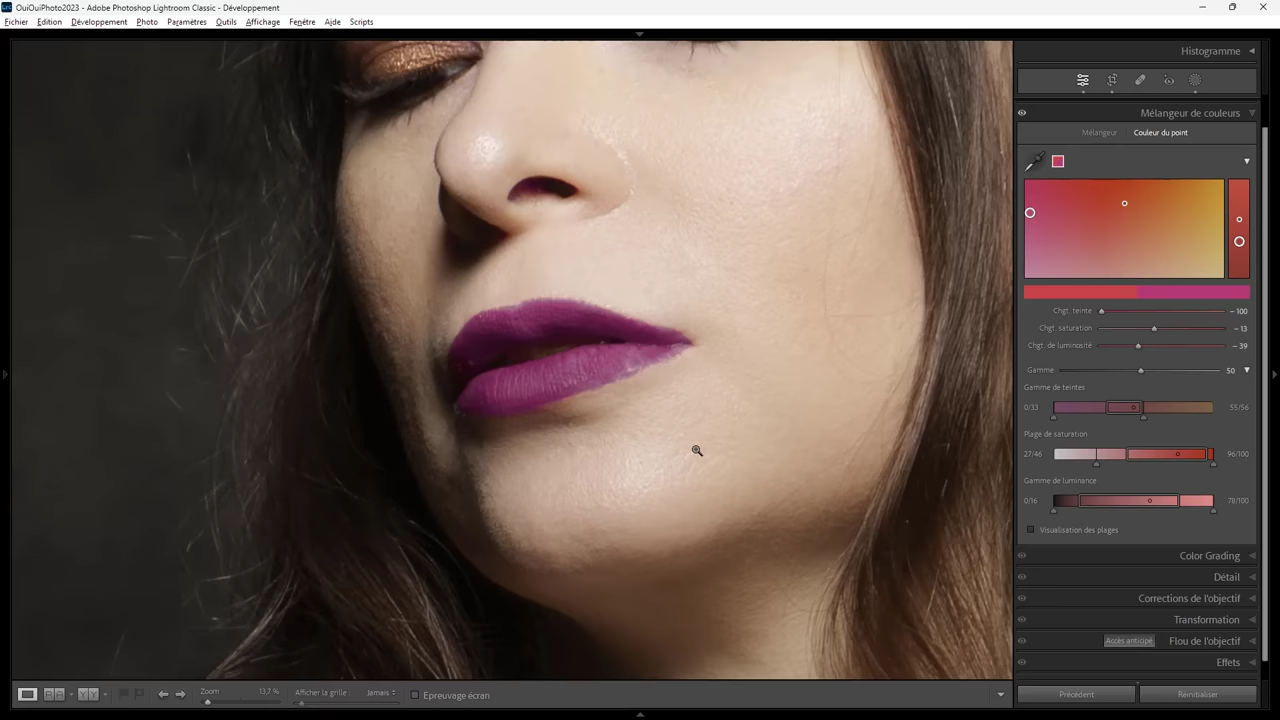 OuiOuiPhoto2023 - Adobe Photoshop Lightroom Classic - Développement
Fichier Edition Développement Photo Paramètres Outils Affichage Fenêtre Aide Scripts
Histogramme
Mélangeur de couleurs
Mélangeur Couleur du point
Chgt. teinte - 100
Chgt. saturation - 13
Chgt. de luminosité - 39
Gamme 50
Gamme de teintes
0/33 55/56
Plage de saturation
27/46 96/100
Gamme de luminance
0/16 78/100
Visualisation des plages
Color Grading
Détail
Corrections de l'objectif
Transformation
Accès anticipé Flou de l'objectif
Effets
Zoom 13,7 % Afficher la grille Jamais Epreuvage écran
Précédent Réinitialiser